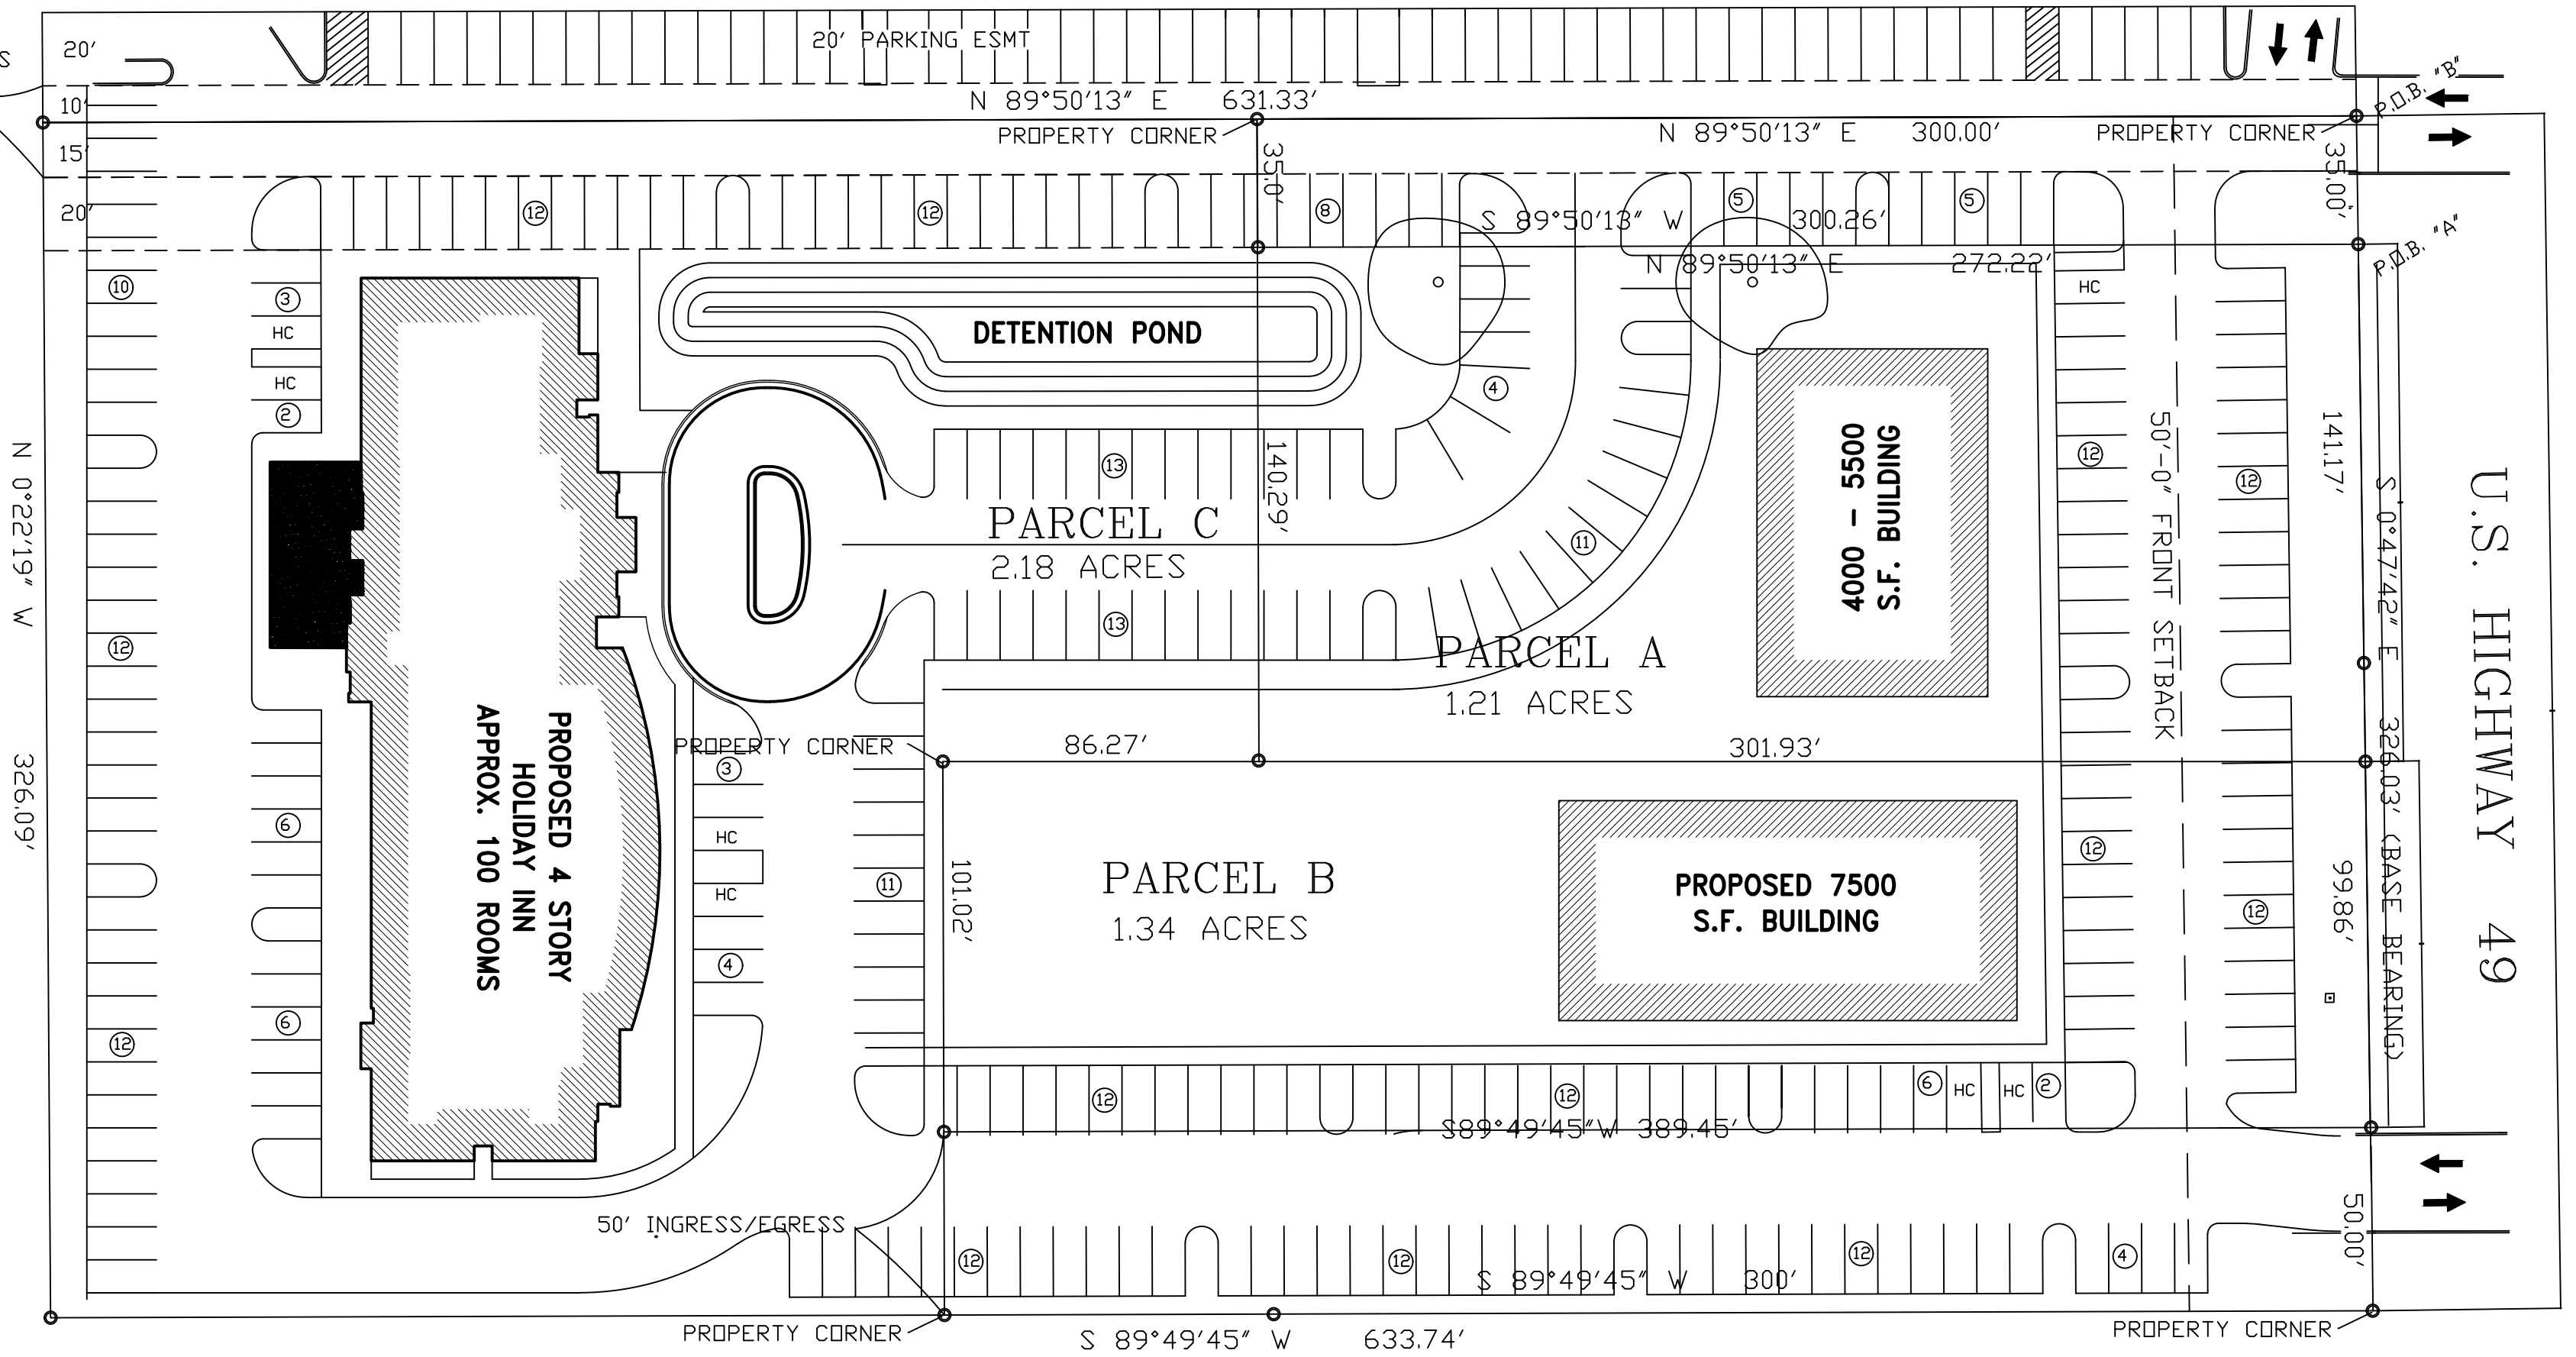 20' PARKING ESMT
20'
10'
15'
20'
S
N 89°50'13" E 631.33'
PROPERTY CORNER
N 89°50'13" E 300.00'
PROPERTY CORNER
P.O.B. "B"
35.0'
35.00'
12
12
8
5
5
S 89°50'13" W 300.26'
N 89°50'13" E 272.22'
P.O.B. "A"
10
3
HC
HC
2
DETENTION POND
4
HC
4000 - 5500
S.F. BUILDING
12
50'-0" FRONT SETBACK
12
141.17'
S 0°47'42" E 326.03' (BASE BEARING)
U.S. HIGHWAY 49
N 0°22'19" W 326.09'
13
140.29'
PARCEL C
2.18 ACRES
11
13
PARCEL A
1.21 ACRES
12
PROPOSED 4 STORY
HOLIDAY INN
APPROX. 100 ROOMS
PROPERTY CORNER
86.27'
301.93'
3
HC
HC
4
6
6
12
11
101.02'
PARCEL B
1.34 ACRES
PROPOSED 7500
S.F. BUILDING
12
12
99.86'
12
12
6
HC
HC
2
S89°49'45"W 389.45'
50' INGRESS/EGRESS
12
12
12
4
50.00'
S 89°49'45" W 300'
PROPERTY CORNER
S 89°49'45" W 633.74'
PROPERTY CORNER